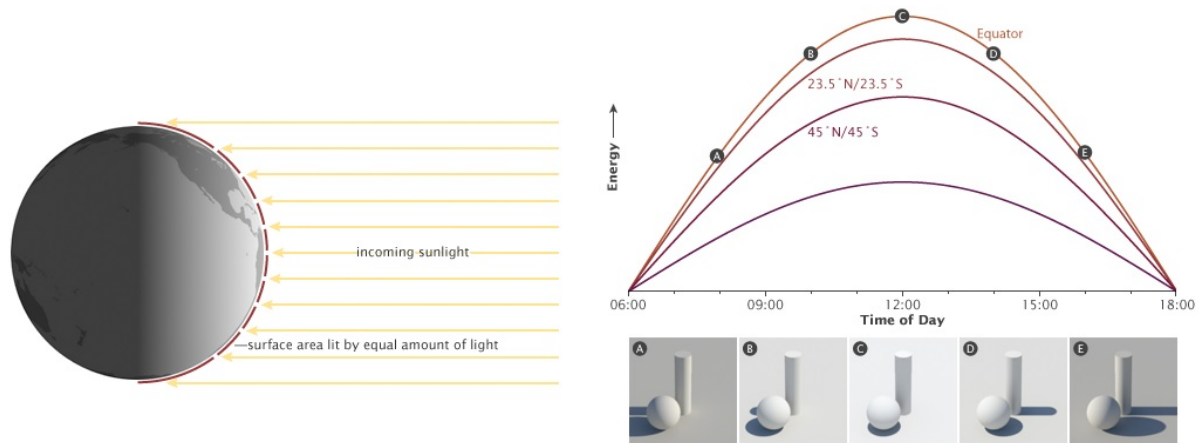 incoming sunlight
surface area lit by equal amount of light
Energy
Equator
23.5˚N/23.5˚S
45˚N/45˚S
A
B
C
D
E
06:00 09:00 12:00 15:00 18:00
Time of Day
A B C D E